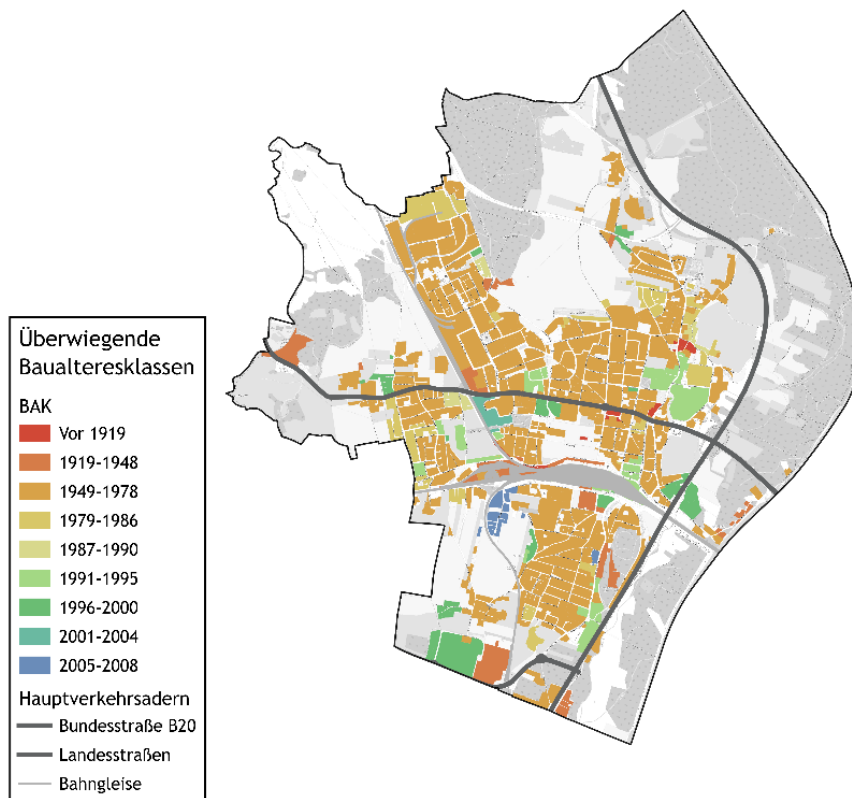 Überwiegende
Baualteresklassen
BAK
Vor 1919
1919-1948
1949-1978
1979-1986
1987-1990
1991-1995
1996-2000
2001-2004
2005-2008
Hauptverkehrsadern
Bundesstraße B20
Landesstraßen
Bahngleise